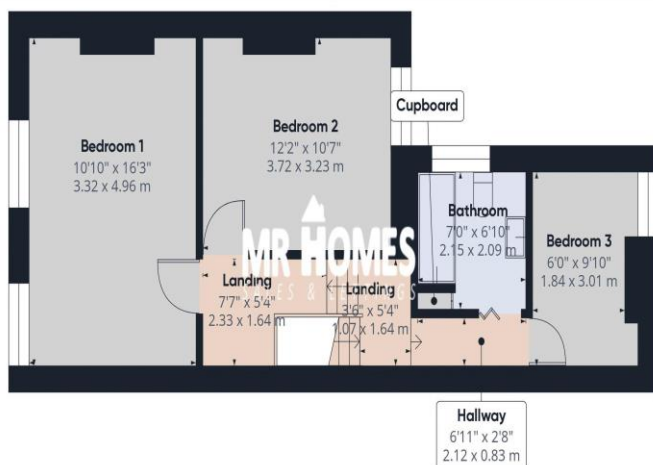 Cupboard
Bedroom 1
10'10" x 16'3"
3.32 x 4.96 m
Bedroom 2
12'2" x 10'7"
3.72 x 3.23 m
Bathroom
7'0" x 6'10"
2.15 x 2.09 m
Bedroom 3
6'0" x 9'10"
1.84 x 3.01 m
MR HOMES
SALES & LETTINGS
Landing
7'7" x 5'4"
2.33 x 1.64 m
Landing
3'6" x 5'4"
1.07 x 1.64 m
Hallway
6'11" x 2'8"
2.12 x 0.83 m